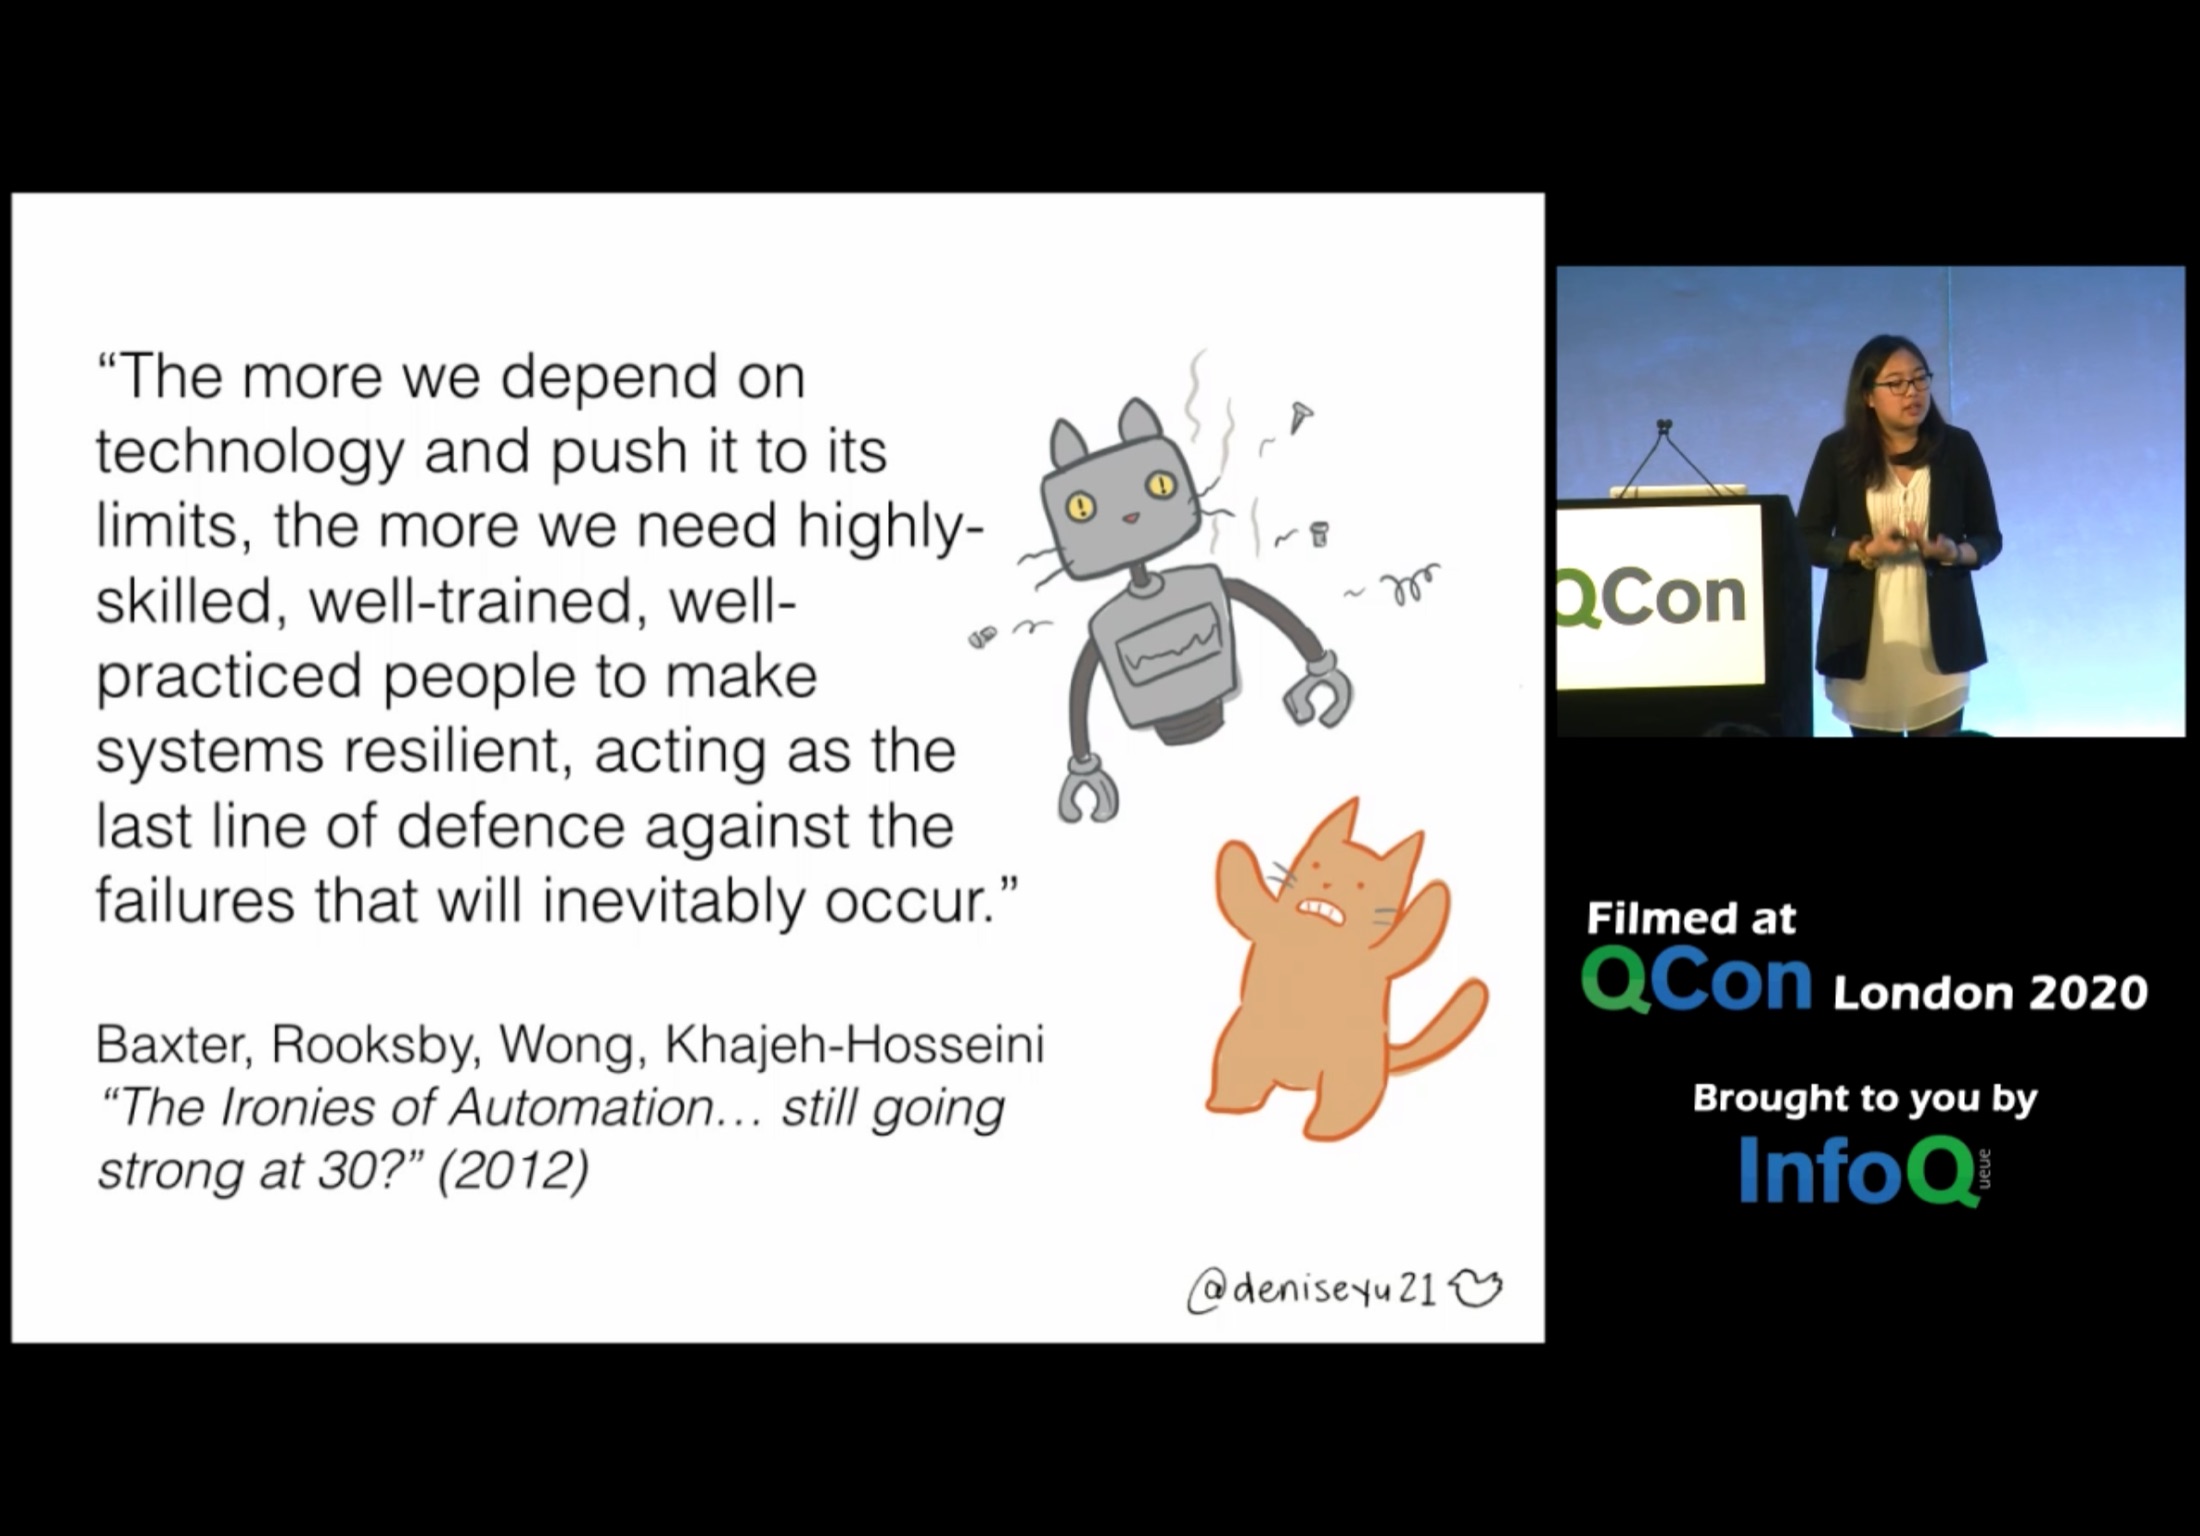 “The more we depend on
technology and push it to its
limits, the more we need highly-
skilled, well-trained, well-
practiced people to make
systems resilient, acting as the
last line of defence against the
failures that will inevitably occur.”
Baxter, Rooksby, Wong, Khajeh-Hosseini
“The Ironies of Automation… still going
strong at 30?” (2012)
@deniseyu21
QCon
Filmed at
QCon London 2020
Brought to you by
InfoQ
ueue